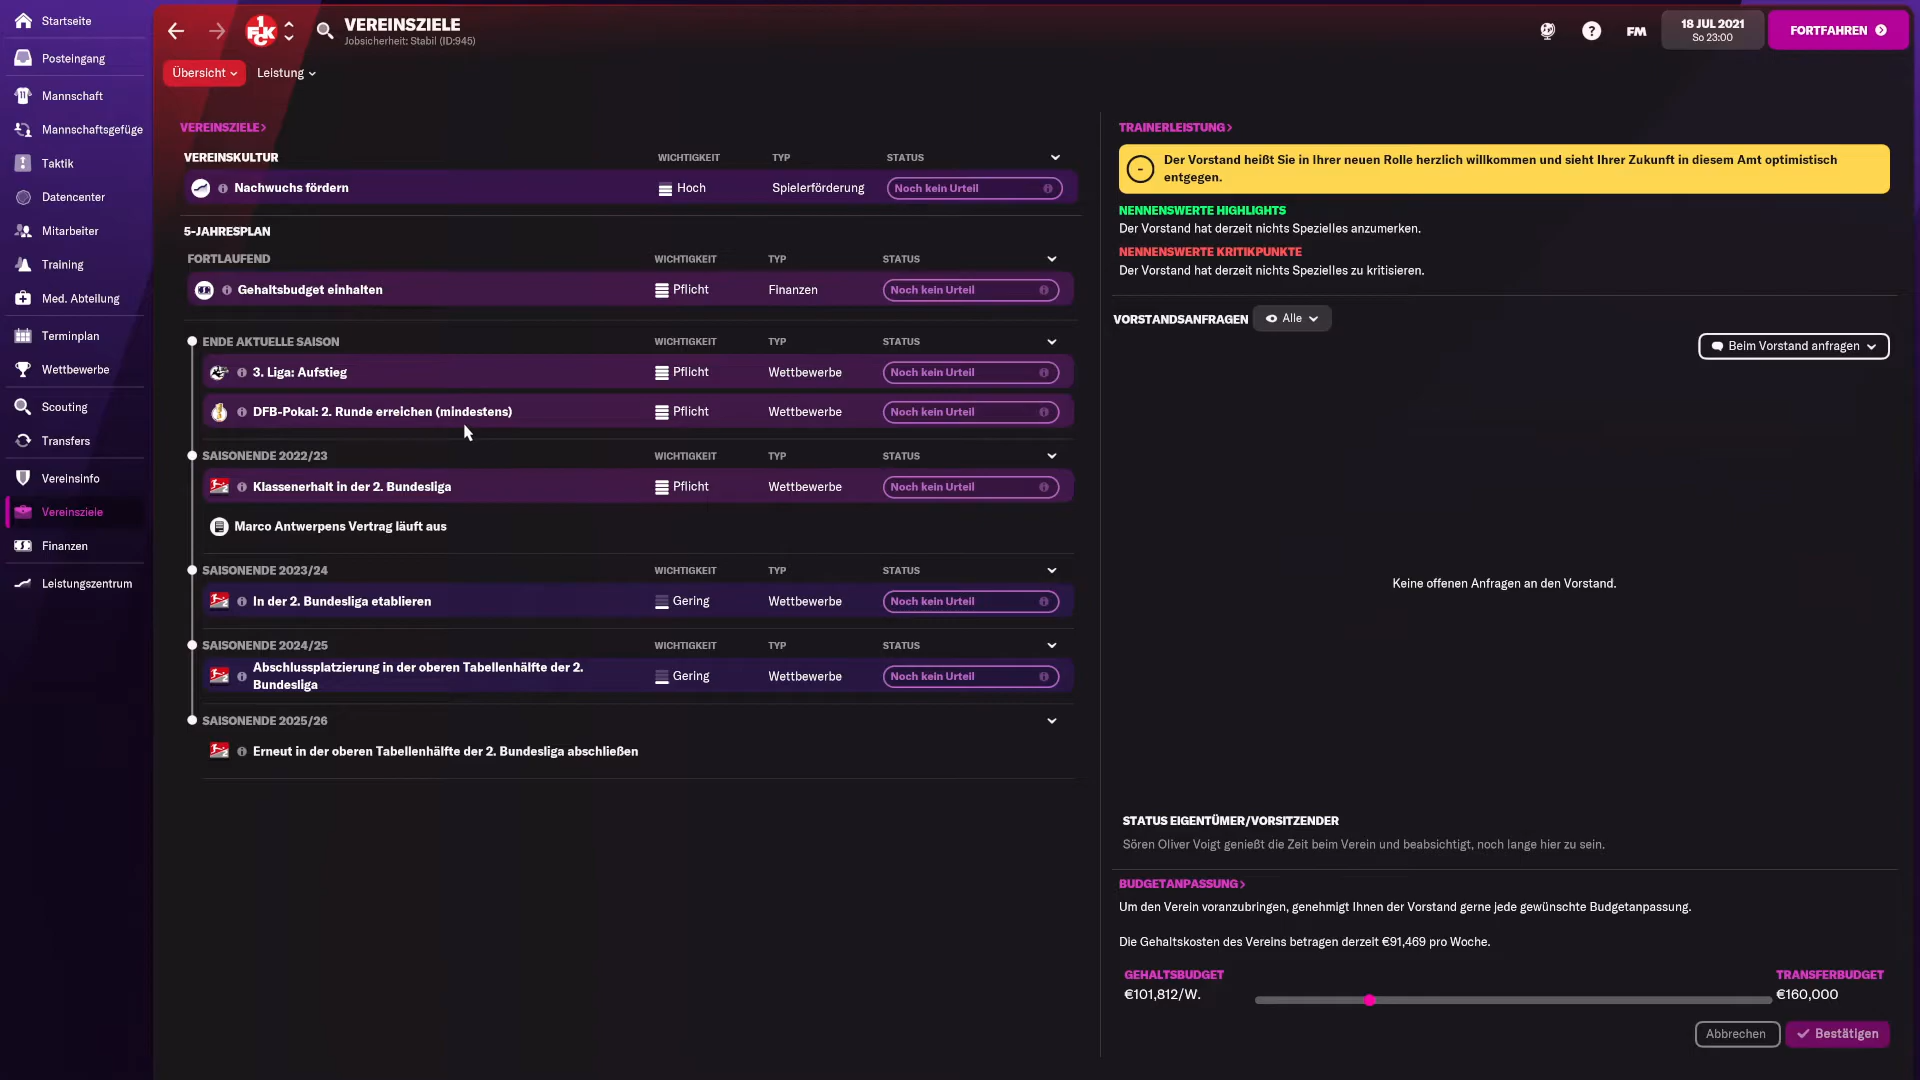 Startseite
Posteingang
Mannschaft
Mannschaftsgefüge
Taktik
Datencenter
Mitarbeiter
Training
Med. Abteilung
Terminplan
Wettbewerbe
Scouting
Transfers
Vereinsinfo
Vereinsziele
Finanzen
Leistungszentrum
1 FCK
VEREINSZIELE
Jobsicherheit: Stabil (ID:945)
FM
18 JUL 2021
So 23:00
FORTFAHREN
Übersicht
Leistung
VEREINSZIELE>
VEREINSKULTUR WICHTIGKEIT TYP STATUS
Nachwuchs fördern Hoch Spielerförderung Noch kein Urteil
5-JAHRESPLAN
FORTLAUFEND WICHTIGKEIT TYP STATUS
Gehaltsbudget einhalten Pflicht Finanzen Noch kein Urteil
ENDE AKTUELLE SAISON WICHTIGKEIT TYP STATUS
3. Liga: Aufstieg Pflicht Wettbewerbe Noch kein Urteil
DFB-Pokal: 2. Runde erreichen (mindestens) Pflicht Wettbewerbe Noch kein Urteil
SAISONENDE 2022/23 WICHTIGKEIT TYP STATUS
Klassenerhalt in der 2. Bundesliga Pflicht Wettbewerbe Noch kein Urteil
Marco Antwerpens Vertrag läuft aus
SAISONENDE 2023/24 WICHTIGKEIT TYP STATUS
In der 2. Bundesliga etablieren Gering Wettbewerbe Noch kein Urteil
SAISONENDE 2024/25 WICHTIGKEIT TYP STATUS
Abschlussplatzierung in der oberen Tabellenhälfte der 2.
Bundesliga Gering Wettbewerbe Noch kein Urteil
SAISONENDE 2025/26
Erneut in der oberen Tabellenhälfte der 2. Bundesliga abschließen
TRAINERLEISTUNG>
Der Vorstand heißt Sie in Ihrer neuen Rolle herzlich willkommen und sieht Ihrer Zukunft in diesem Amt optimistisch
entgegen.
NENNENSWERTE HIGHLIGHTS
Der Vorstand hat derzeit nichts Spezielles anzumerken.
NENNENSWERTE KRITIKPUNKTE
Der Vorstand hat derzeit nichts Spezielles zu kritisieren.
VORSTANDSANFRAGEN Alle
Beim Vorstand anfragen
Keine offenen Anfragen an den Vorstand.
STATUS EIGENTÜMER/VORSITZENDER
Sören Oliver Voigt genießt die Zeit beim Verein und beabsichtigt, noch lange hier zu sein.
BUDGETANPASSUNG>
Um den Verein voranzubringen, genehmigt Ihnen der Vorstand gerne jede gewünschte Budgetanpassung.
Die Gehaltskosten des Vereins betragen derzeit €91,469 pro Woche.
GEHALTSBUDGET TRANSFERBUDGET
€101,812/W. €160,000
Abbrechen Bestätigen